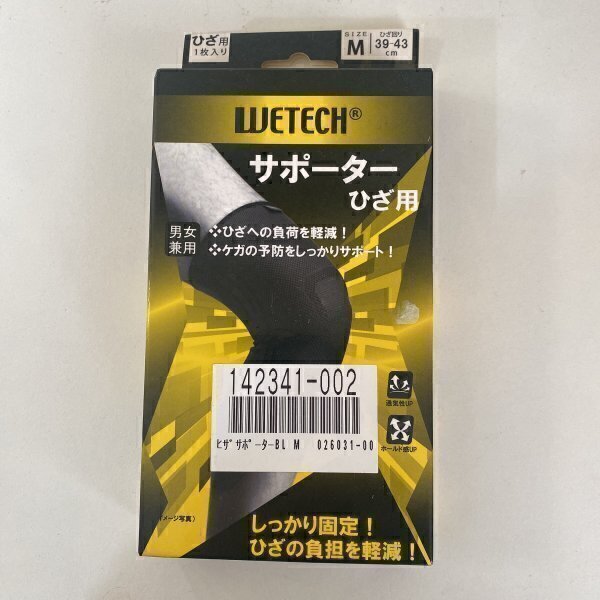 ひざ用
1枚入り
SIZE
M
ひざ回り
39-43
cm
WETECH®
サポーター
ひざ用
男女
兼用
ひざへの負荷を軽減！
ケガの予防をしっかりサポート！
142341-002
ヒザサポーターBL M 026031-00
通気性UP
ホールド感UP
(イメージ写真)
しっかり固定！
ひざの負担を軽減！